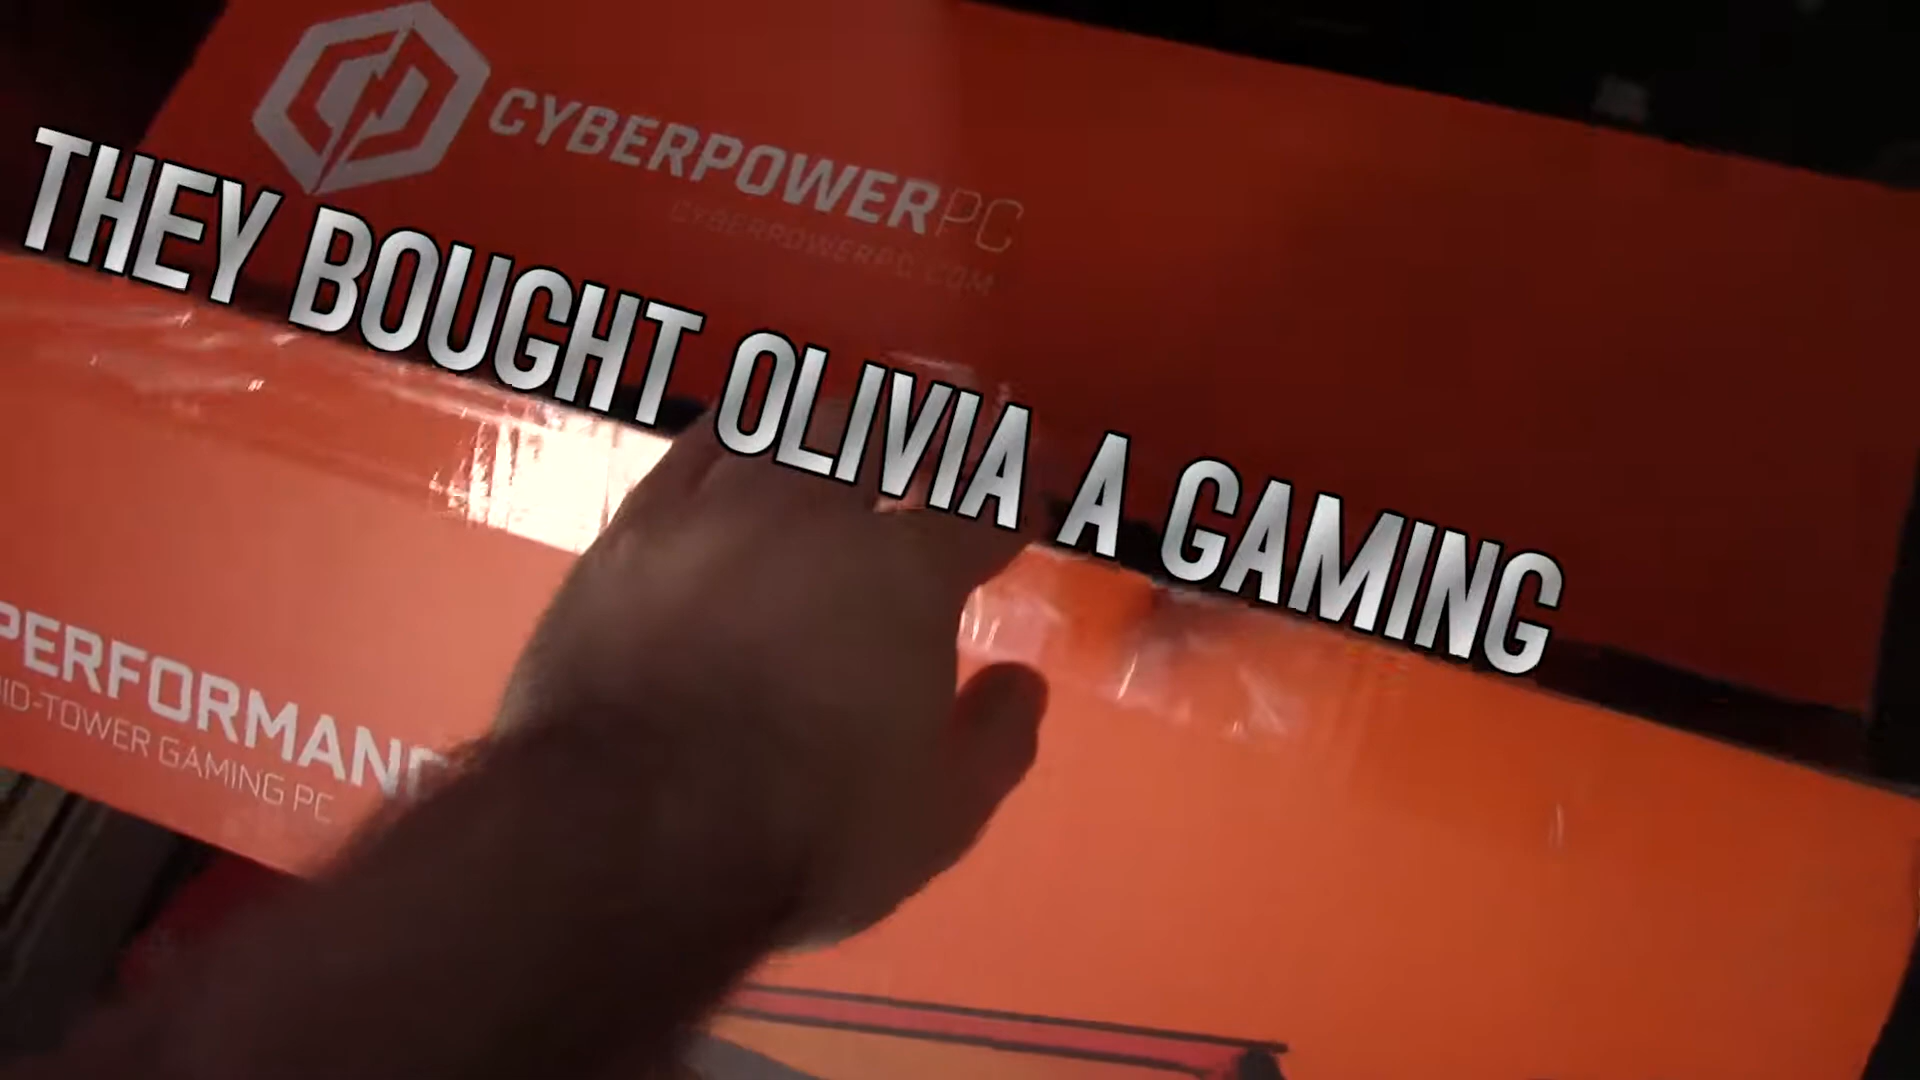 CYBERPOWERPC
CYBERPOWERPC.COM
THEY BOUGHT OLIVIA A GAMING
PERFORMANC
MID-TOWER GAMING PC